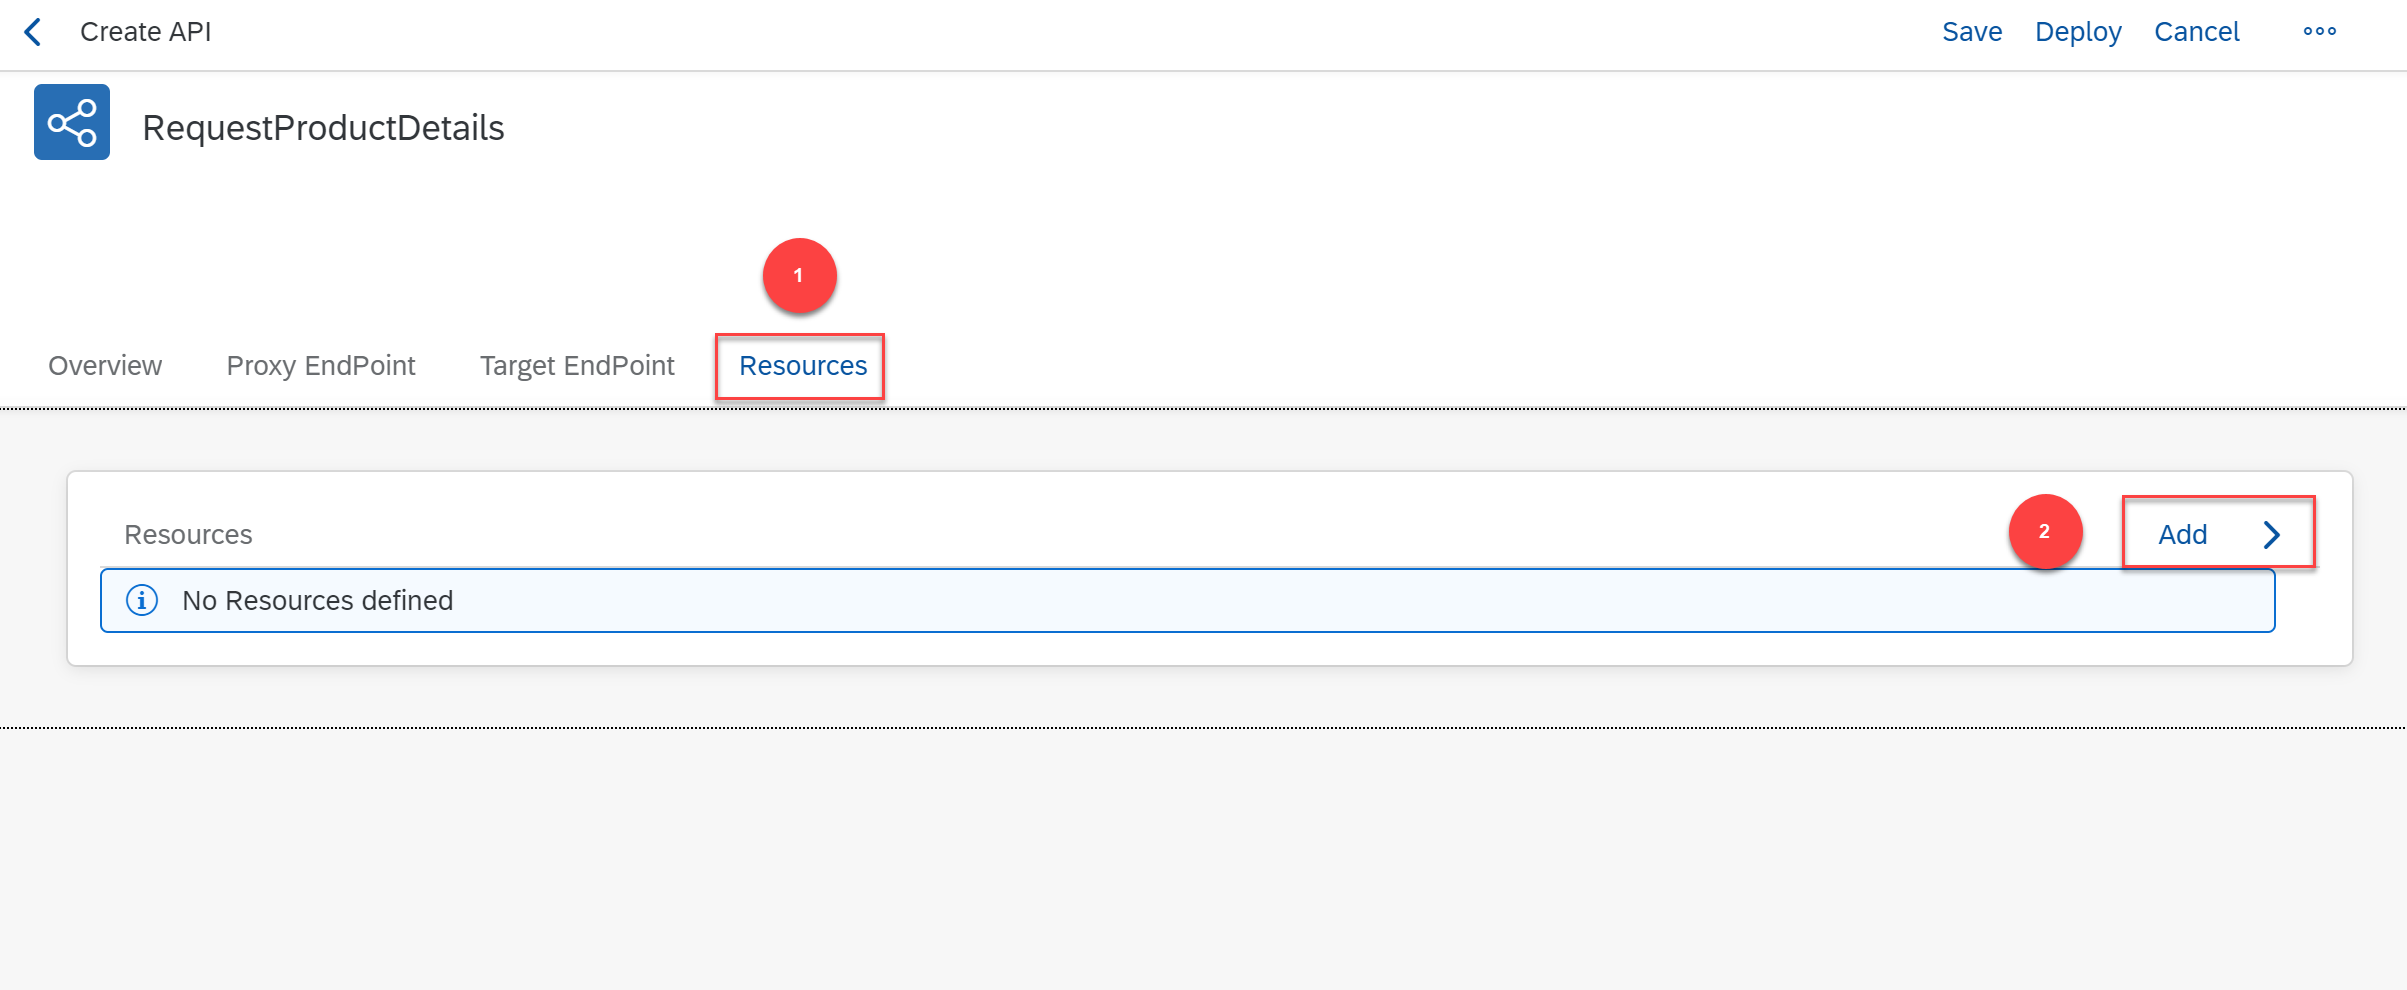 Create API
Save Deploy Cancel
RequestProductDetails
1
Overview Proxy EndPoint Target EndPoint Resources
Resources
2
Add
No Resources defined